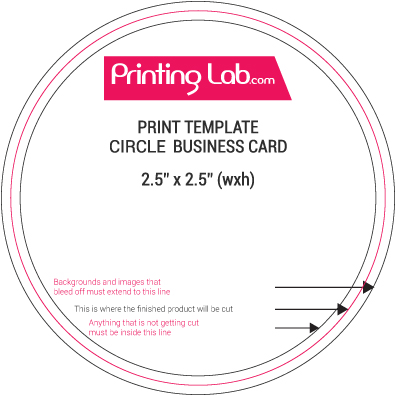 Printing Lab.com
PRINT TEMPLATE
CIRCLE BUSINESS CARD
2.5" x 2.5" (wxh)
Backgrounds and images that
bleed off must extend to this line
This is where the finished product will be cut
Anything that is not getting cut
must be inside this line